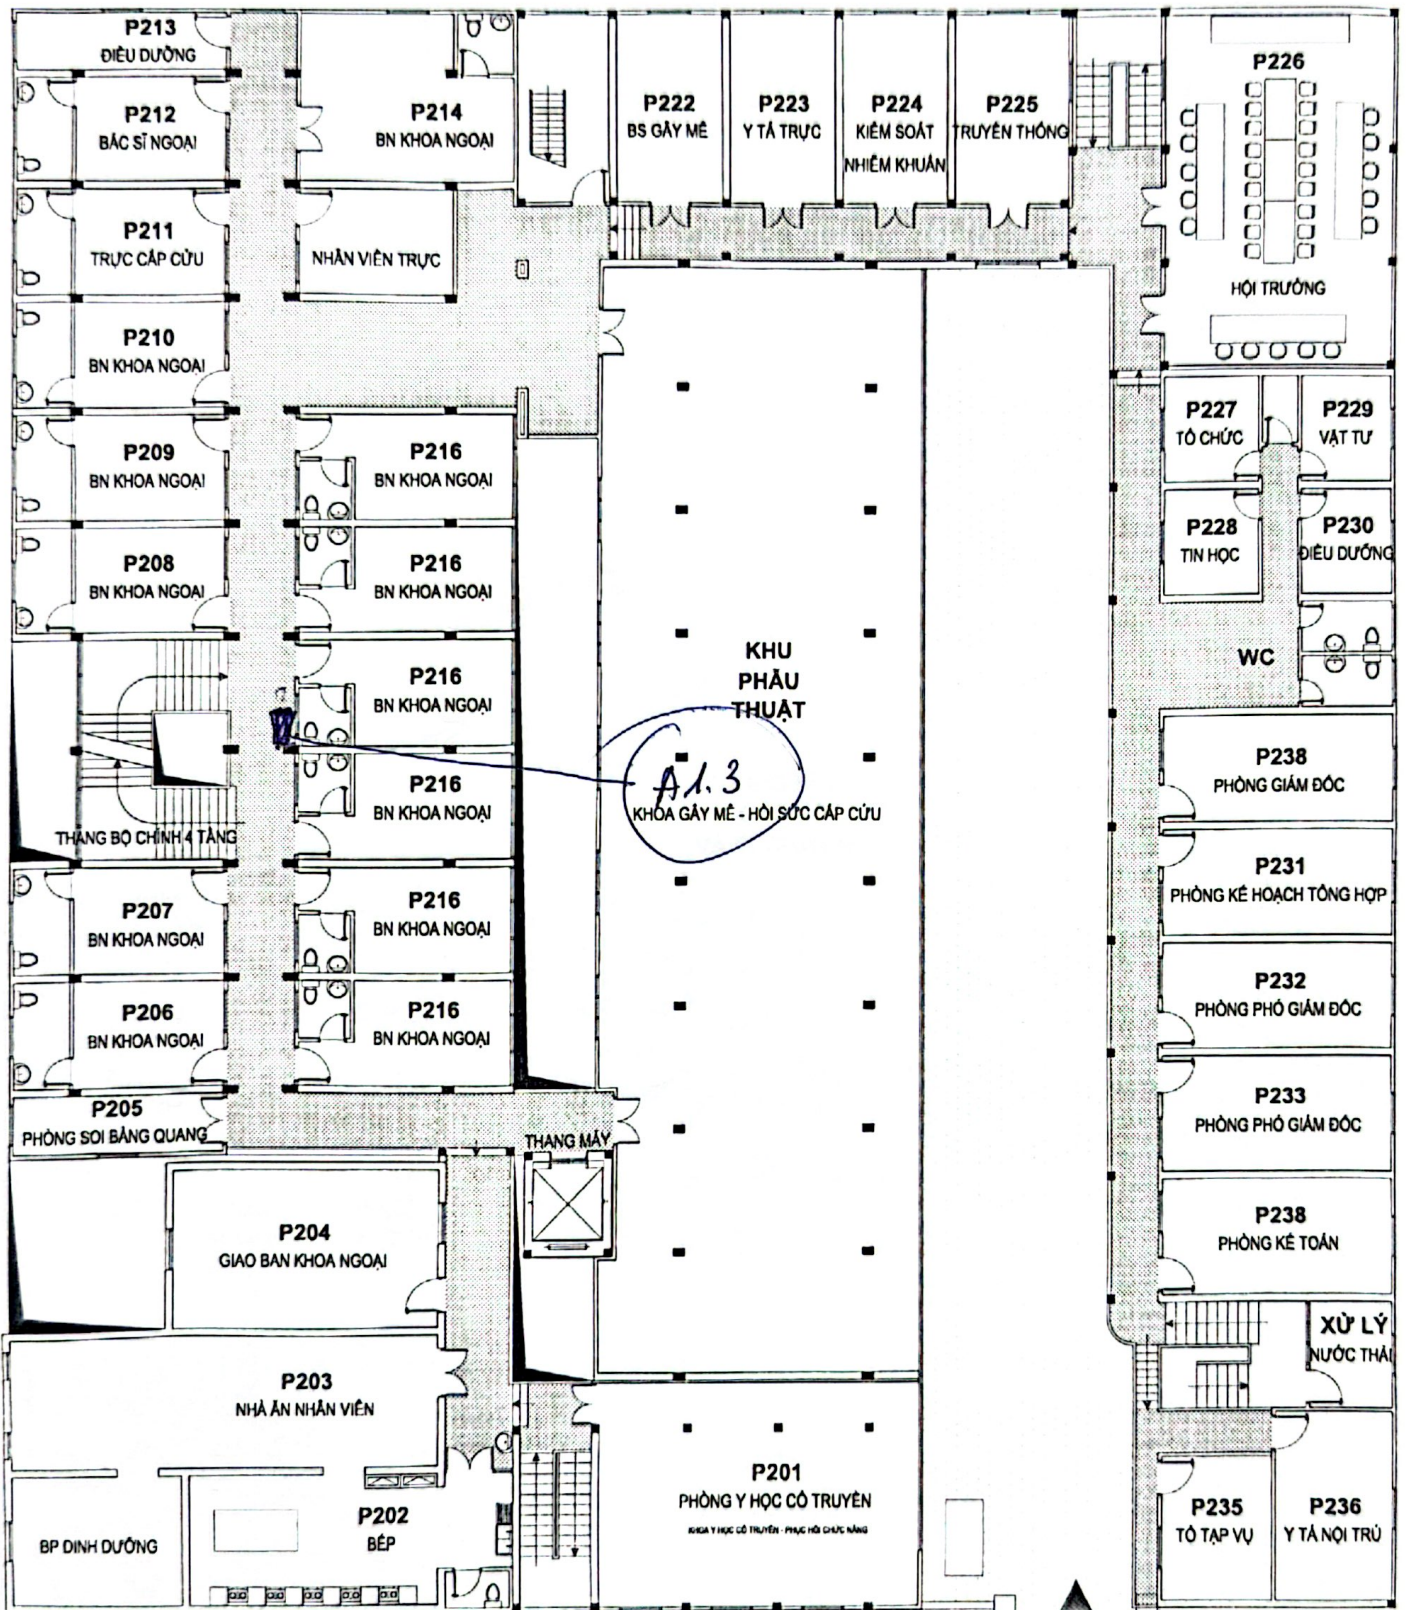 P213
ĐIỀU DƯỠNG
P212
BÁC SĨ NGOẠI
P214
BN KHOA NGOẠI
P222
BS GÂY MÊ
P223
Y TÁ TRỰC
P224
KIỂM SOÁT
NHIỄM KHUẨN
P225
TRUYỀN THÔNG
P226
HỘI TRƯỜNG
P211
TRỰC CẤP CỨU
NHÂN VIÊN TRỰC
P210
BN KHOA NGOẠI
P209
BN KHOA NGOẠI
P216
BN KHOA NGOẠI
P227
TỔ CHỨC
P229
VẬT TƯ
P208
BN KHOA NGOẠI
P216
BN KHOA NGOẠI
P228
TIN HỌC
P230
ĐIỀU DƯỠNG
WC
P216
BN KHOA NGOẠI
KHU
PHẪU
THUẬT
A1.3
KHOA GÂY MÊ - HỒI SỨC CẤP CỨU
P216
BN KHOA NGOẠI
THANG BỘ CHÍNH 4 TẦNG
P238
PHÒNG GIÁM ĐỐC
P207
BN KHOA NGOẠI
P216
BN KHOA NGOẠI
P231
PHÒNG KẾ HOẠCH TỔNG HỢP
P206
BN KHOA NGOẠI
P216
BN KHOA NGOẠI
P232
PHÒNG PHÓ GIÁM ĐỐC
P205
PHÒNG SOI BÀNG QUANG
THANG MÁY
P233
PHÒNG PHÓ GIÁM ĐỐC
P204
GIAO BAN KHOA NGOẠI
P238
PHÒNG KẾ TOÁN
XỬ LÝ
NƯỚC THẢI
P203
NHÀ ĂN NHÂN VIÊN
P201
PHÒNG Y HỌC CỔ TRUYỀN
KHOA Y HỌC CỔ TRUYỀN - PHỤC HỒI CHỨC NĂNG
P202
BẾP
BP DINH DƯỠNG
P235
TỔ TẠP VỤ
P236
Y TÁ NỘI TRÚ